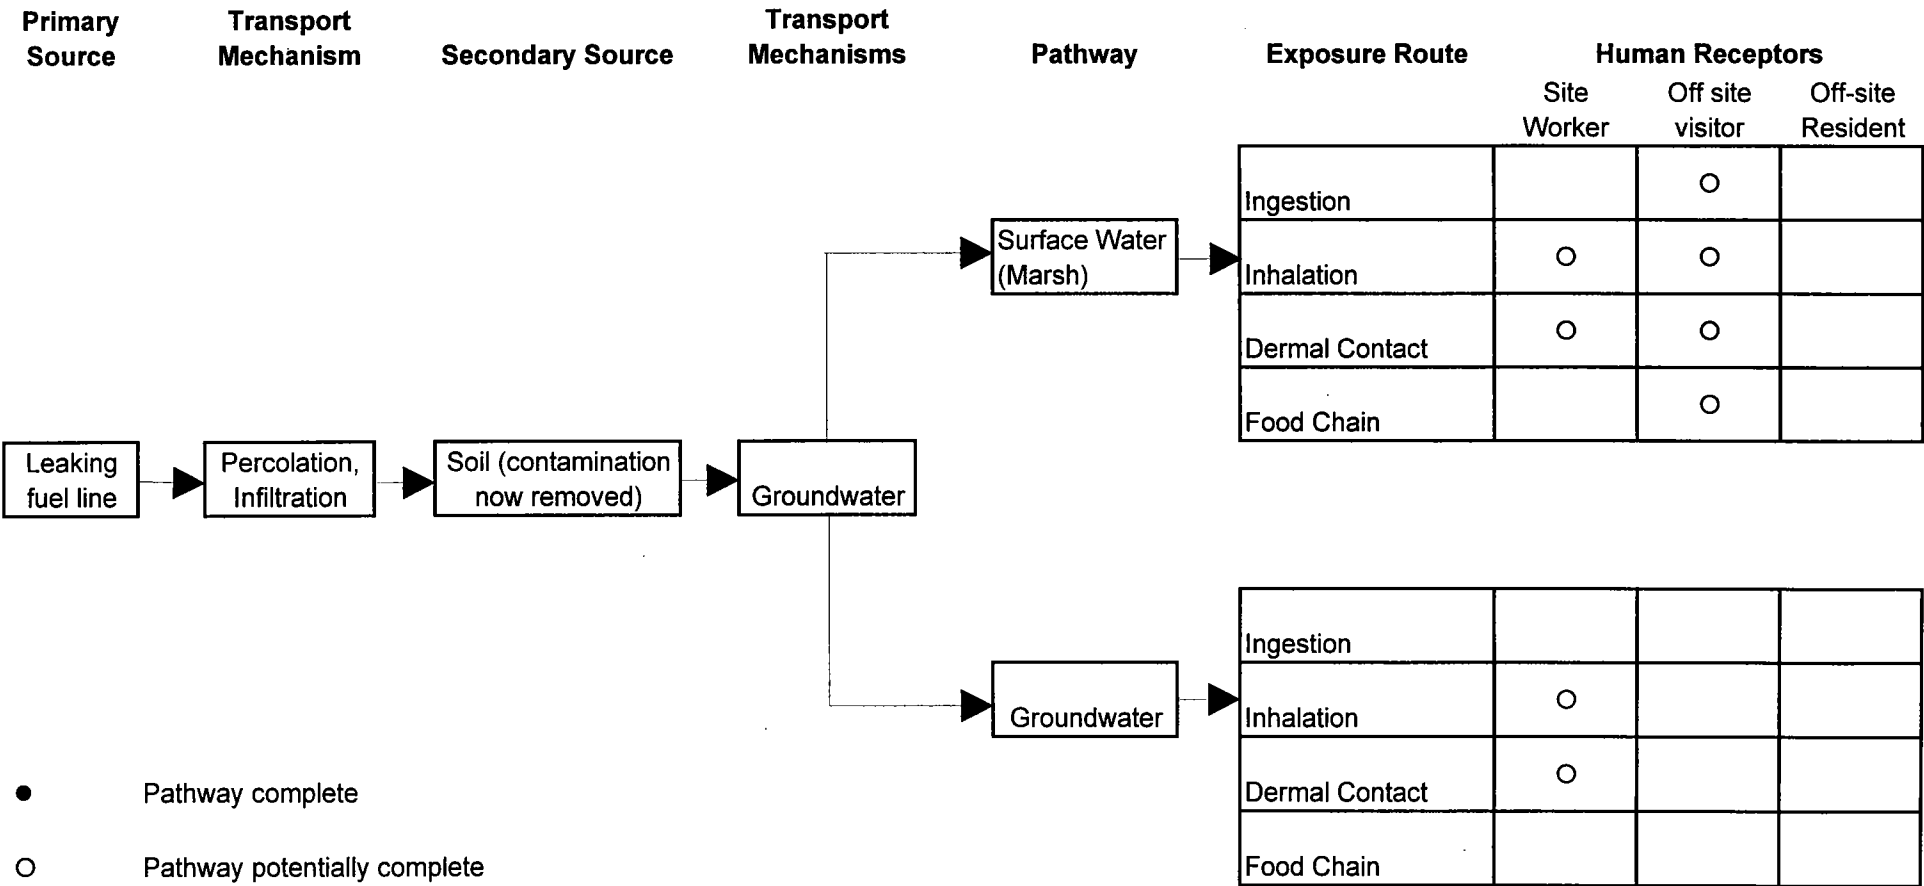 Primary Source
Transport Mechanism
Secondary Source
Transport Mechanisms
Pathway
Exposure Route
Human Receptors
Site Worker
Off site visitor
Off-site Resident
Ingestion ○
Surface Water
(Marsh)
Inhalation ○ ○
Dermal Contact ○ ○
Food Chain ○
Leaking
fuel line
Percolation,
Infiltration
Soil (contamination
now removed)
Groundwater
Groundwater
Ingestion
Inhalation ○
Dermal Contact ○
Food Chain
● Pathway complete
○ Pathway potentially complete